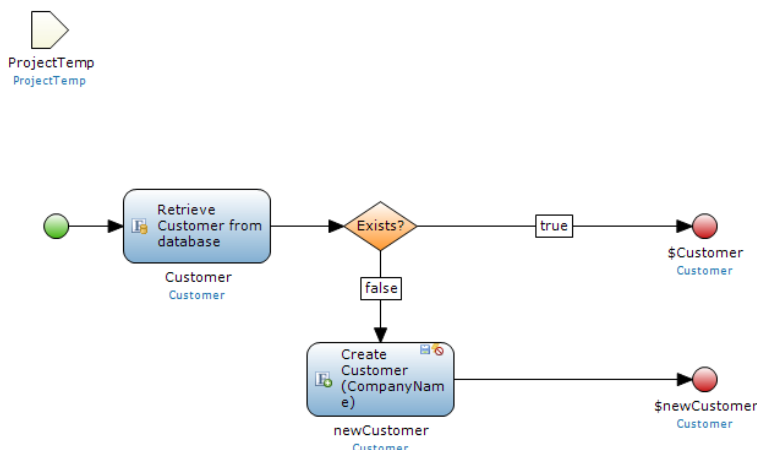 ProjectTemp
ProjectTemp
Retrieve
Customer from
database
Customer
Customer
Exists?
true
$Customer
Customer
false
Create
Customer
(CompanyNam
e)
newCustomer
Customer
$newCustomer
Customer